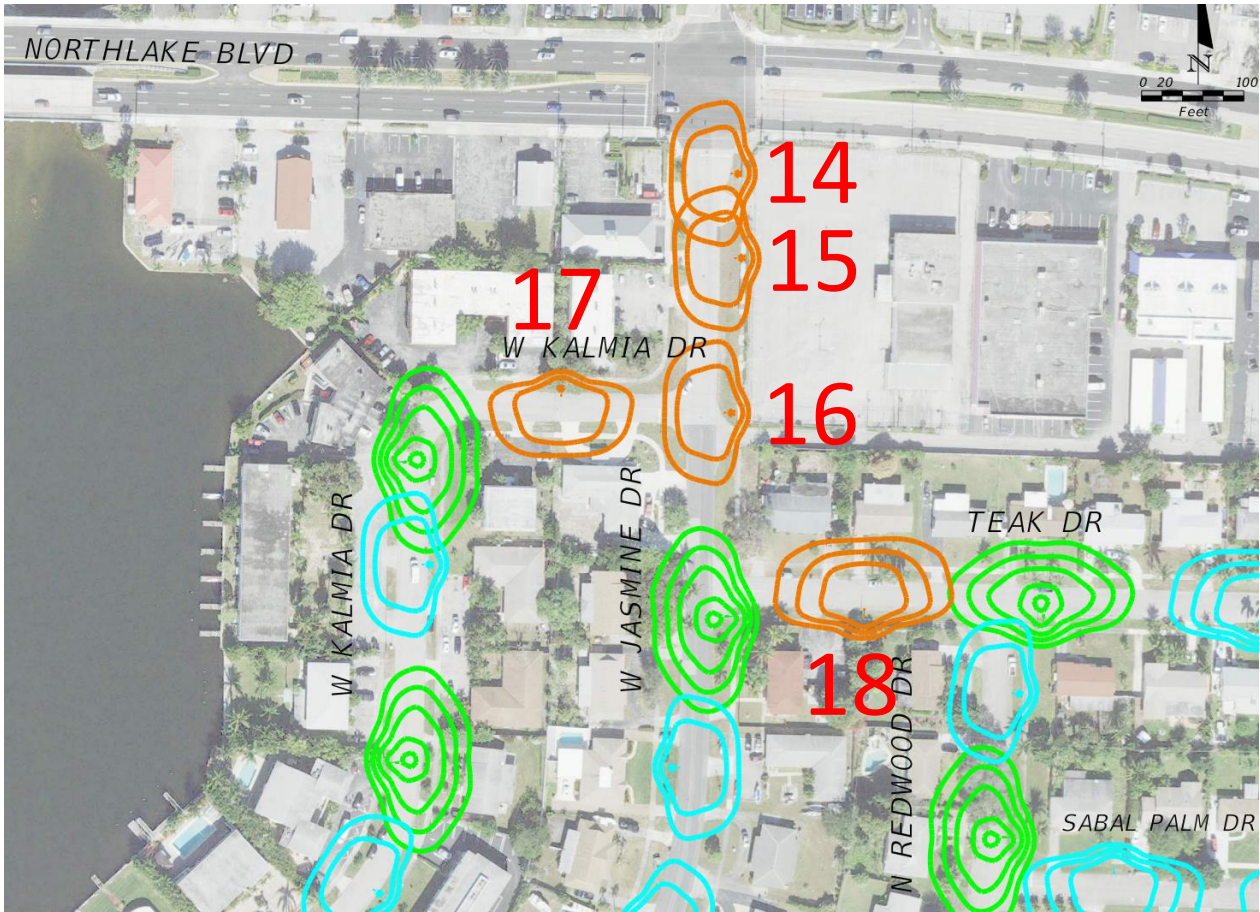 NORTHLAKE BLVD
N
0 20 100
Feet
14
15
17
W KALMIA DR
16
W KALMIA DR
W JASMINE DR
TEAK DR
18
N REDWOOD DR
SABAL PALM DR